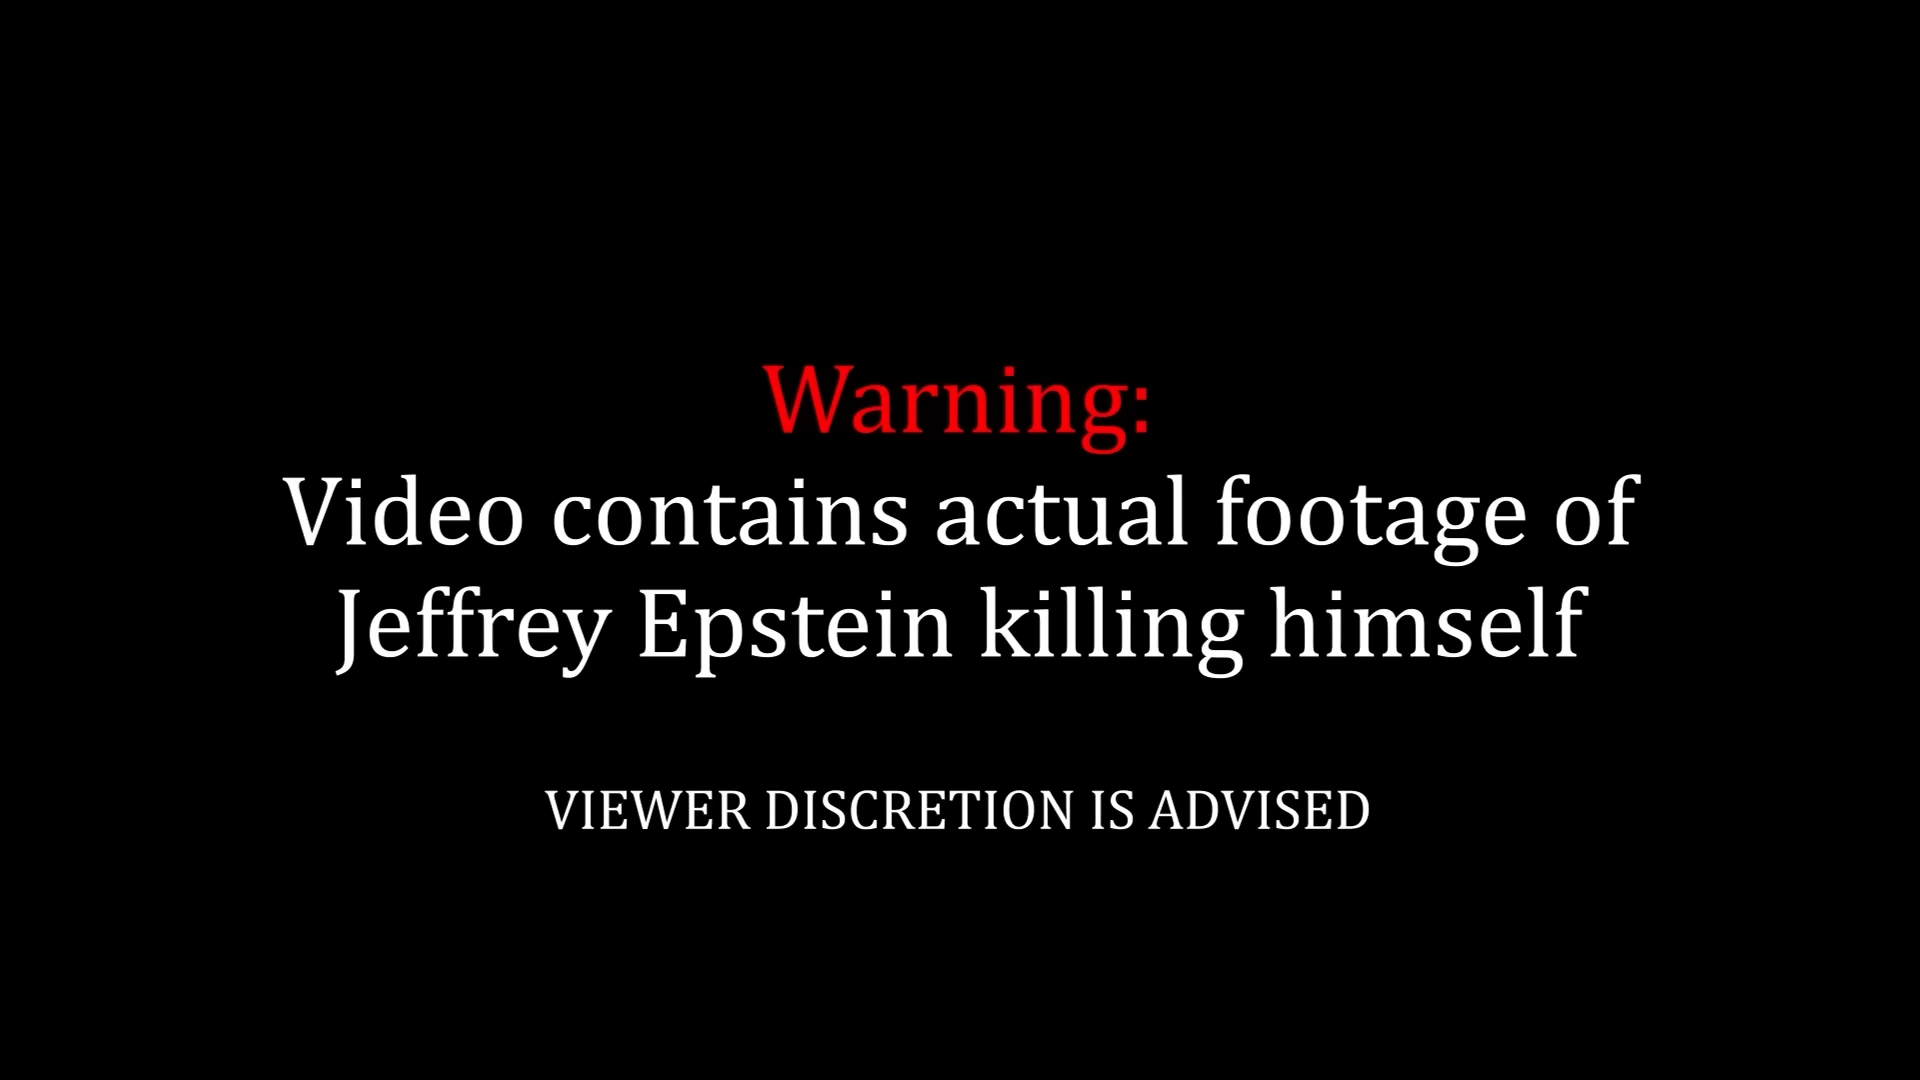 Warning:
Video contains actual footage of
Jeffrey Epstein killing himself
VIEWER DISCRETION IS ADVISED